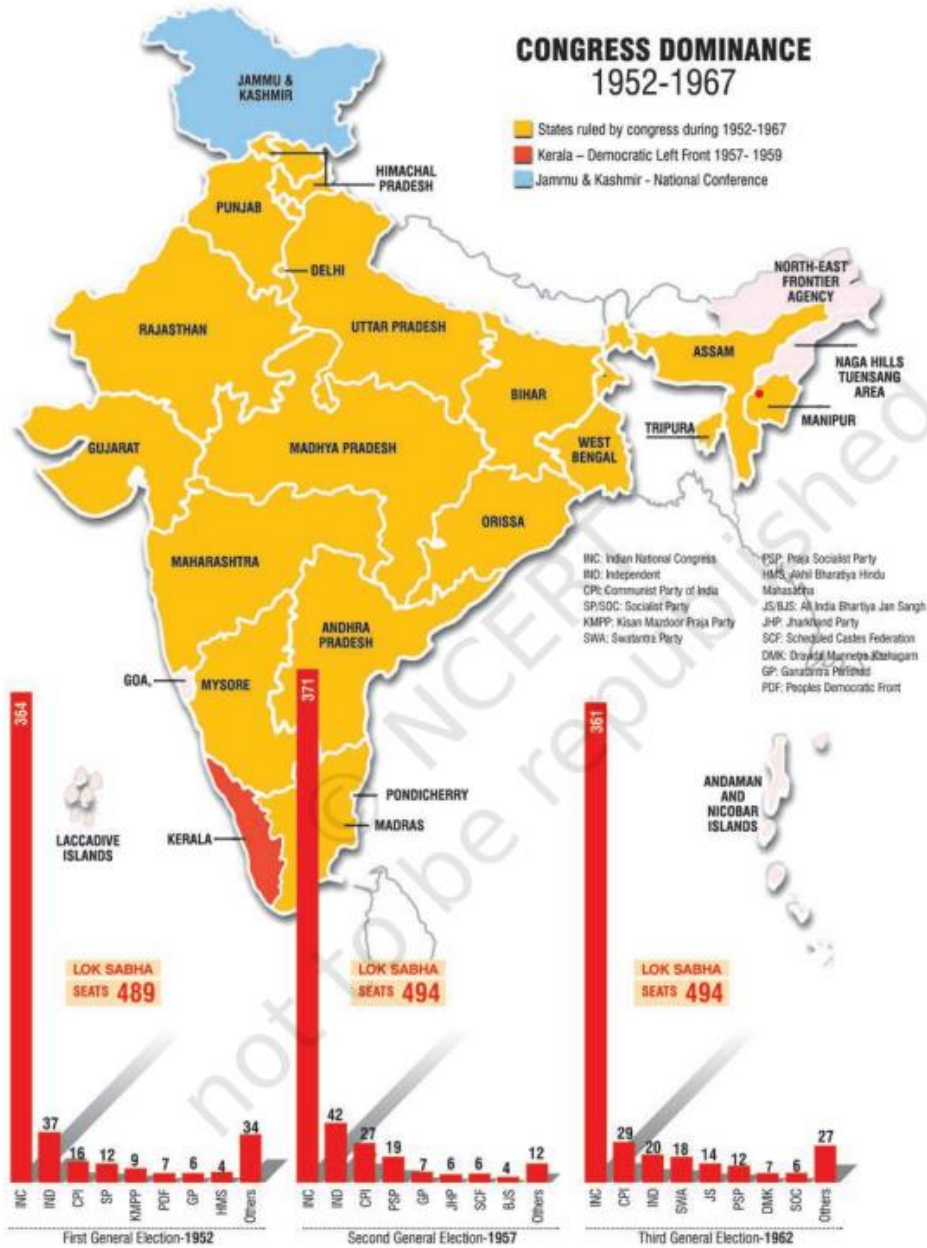 CONGRESS DOMINANCE
1952-1967
States ruled by congress during 1952-1967
Kerala – Democratic Left Front 1957- 1959
Jammu & Kashmir - National Conference
JAMMU &
KASHMIR
HIMACHAL
PRADESH
PUNJAB
DELHI
RAJASTHAN
UTTAR PRADESH
NORTH-EAST
FRONTIER
AGENCY
ASSAM
NAGA HILLS
TUENSANG
AREA
BIHAR
MANIPUR
TRIPURA
GUJARAT
MADHYA PRADESH
WEST
BENGAL
ORISSA
MAHARASHTRA
ANDHRA
PRADESH
GOA,
MYSORE
PONDICHERRY
MADRAS
KERALA
LACCADIVE
ISLANDS
ANDAMAN
AND
NICOBAR
ISLANDS
INC: Indian National Congress
IND: Independent
CPI: Communist Party of India
SP/SOC: Socialist Party
KMPP: Kisan Mazdoor Praja Party
SWA: Swatantra Party
PSP: Praja Socialist Party
HMS: Akhil Bharatiya Hindu
Mahasabha
JS/BJS: All India Bhartiya Jan Sangh
JHP: Jharkhand Party
SCF: Scheduled Castes Federation
DMK: Dravida Munnetra
GP: Ganatantra Parishad
PDF: Peoples Democratic Front
© NCERT
not to be republished
LOK SABHA
SEATS 489
364
37
16
12
9
7
6
4
34
INC
IND
CPI
SP
KMPP
PDF
GP
HMS
Others
First General Election-1952
LOK SABHA
SEATS 494
371
42
27
19
7
6
6
4
12
INC
IND
CPI
PSP
GP
JHP
SCF
BJS
Others
Second General Election-1957
LOK SABHA
SEATS 494
361
29
20
18
14
12
7
6
27
INC
CPI
IND
SWA
JS
PSP
DMK
SOC
Others
Third General Election-1962